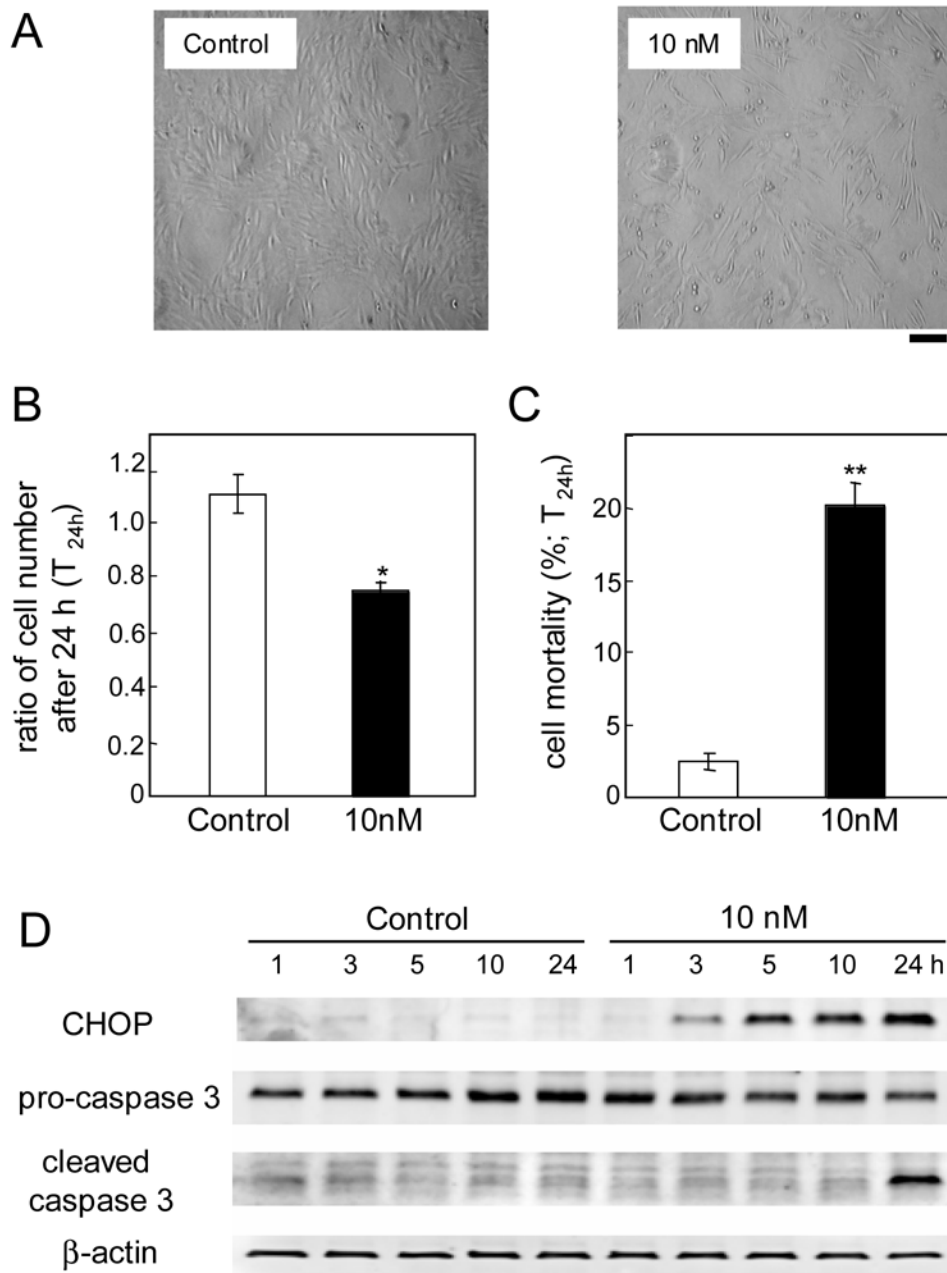 A
Control
10 nM
B
ratio of cell number
after 24 h (T 24h)
1.2
1.0
0.8
0.6
0.4
0.2
0
*
Control 10nM
C
cell mortality (%; T24h)
20
15
10
5
0
**
Control 10nM
D
Control 10 nM
1 3 5 10 24 1 3 5 10 24 h
CHOP
pro-caspase 3
cleaved
caspase 3
β-actin